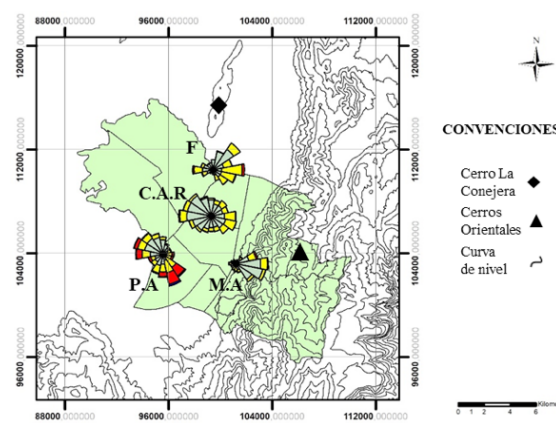 88000.000000 96000.000000 104000.000000 112000.000000
120000.000000
120000.000000
N
CONVENCIONES
F
112000.000000
112000.000000
Cerro La
Conejera
C.A.R
Cerros
Orientales
104000.000000
104000.000000
Curva
de nivel
P.A
M.A
96000.000000
96000.000000
0 1 2 4 6
88000.000000 96000.000000 104000.000000 112000.000000